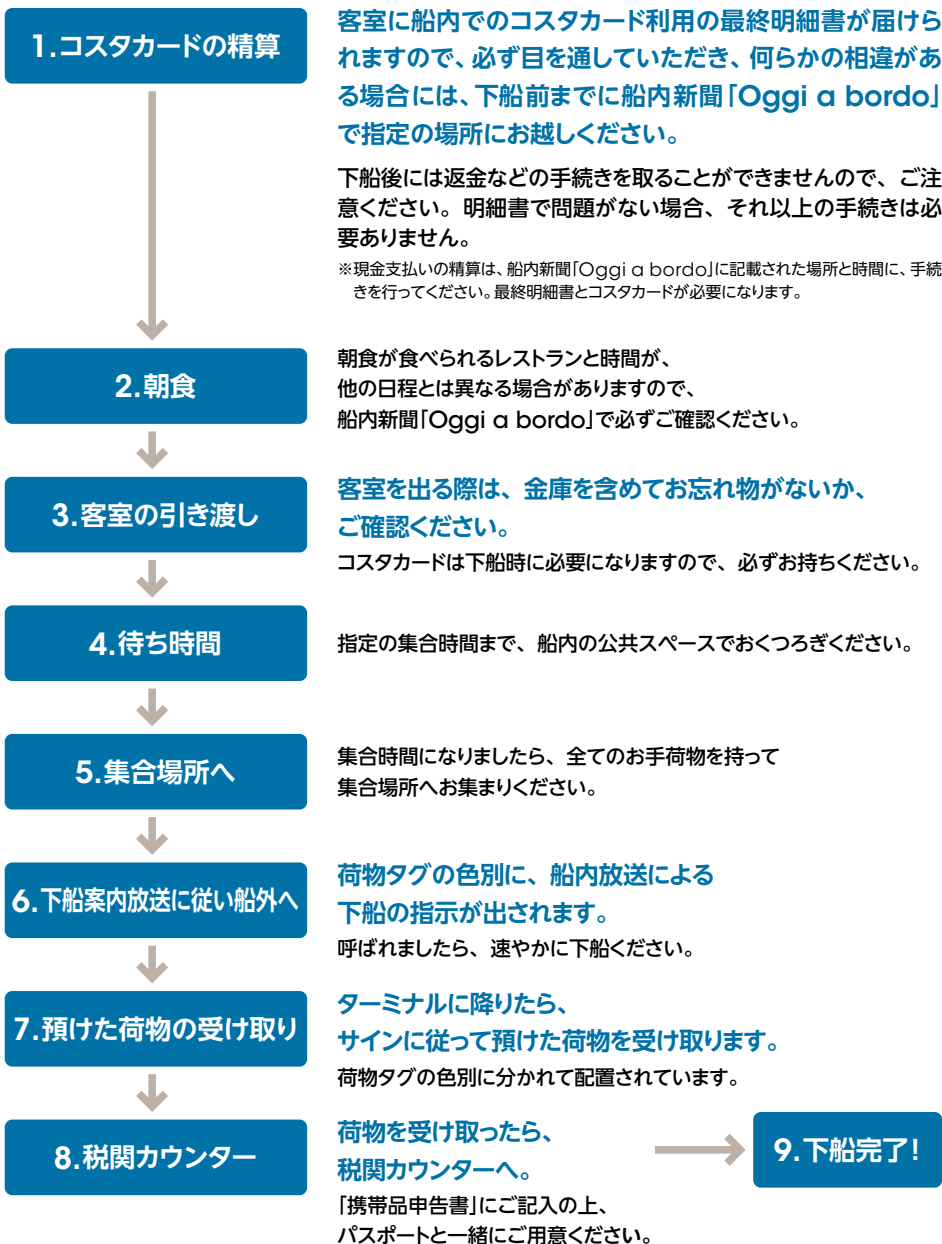 1.コスタカードの精算
客室に船内でのコスタカード利用の最終明細書が届けら
れますので、必ず目を通していただき、何らかの相違があ
る場合には、下船前までに船内新聞「Oggi a bordo」
で指定の場所にお越しください。
下船後には返金などの手続きを取ることができませんので、ご注
意ください。明細書で問題がない場合、それ以上の手続きは必
要ありません。
※現金支払いの精算は、船内新聞「Oggi a bordo」に記載された場所と時間に、手続
きを行ってください。最終明細書とコスタカードが必要になります。
2.朝食
朝食が食べられるレストランと時間が、
他の日程とは異なる場合がありますので、
船内新聞「Oggi a bordo」で必ずご確認ください。
3.客室の引き渡し
客室を出る際は、金庫を含めてお忘れ物がないか、
ご確認ください。
コスタカードは下船時に必要になりますので、必ずお持ちください。
4.待ち時間
指定の集合時間まで、船内の公共スペースでおくつろぎください。
5.集合場所へ
集合時間になりましたら、全てのお手荷物を持って
集合場所へお集まりください。
6.下船案内放送に従い船外へ
荷物タグの色別に、船内放送による
下船の指示が出されます。
呼ばれましたら、速やかに下船ください。
7.預けた荷物の受け取り
ターミナルに降りたら、
サインに従って預けた荷物を受け取ります。
荷物タグの色別に分かれて配置されています。
8.税関カウンター
荷物を受け取ったら、
税関カウンターへ。
「携帯品申告書」にご記入の上、
パスポートと一緒にご用意ください。
9.下船完了!